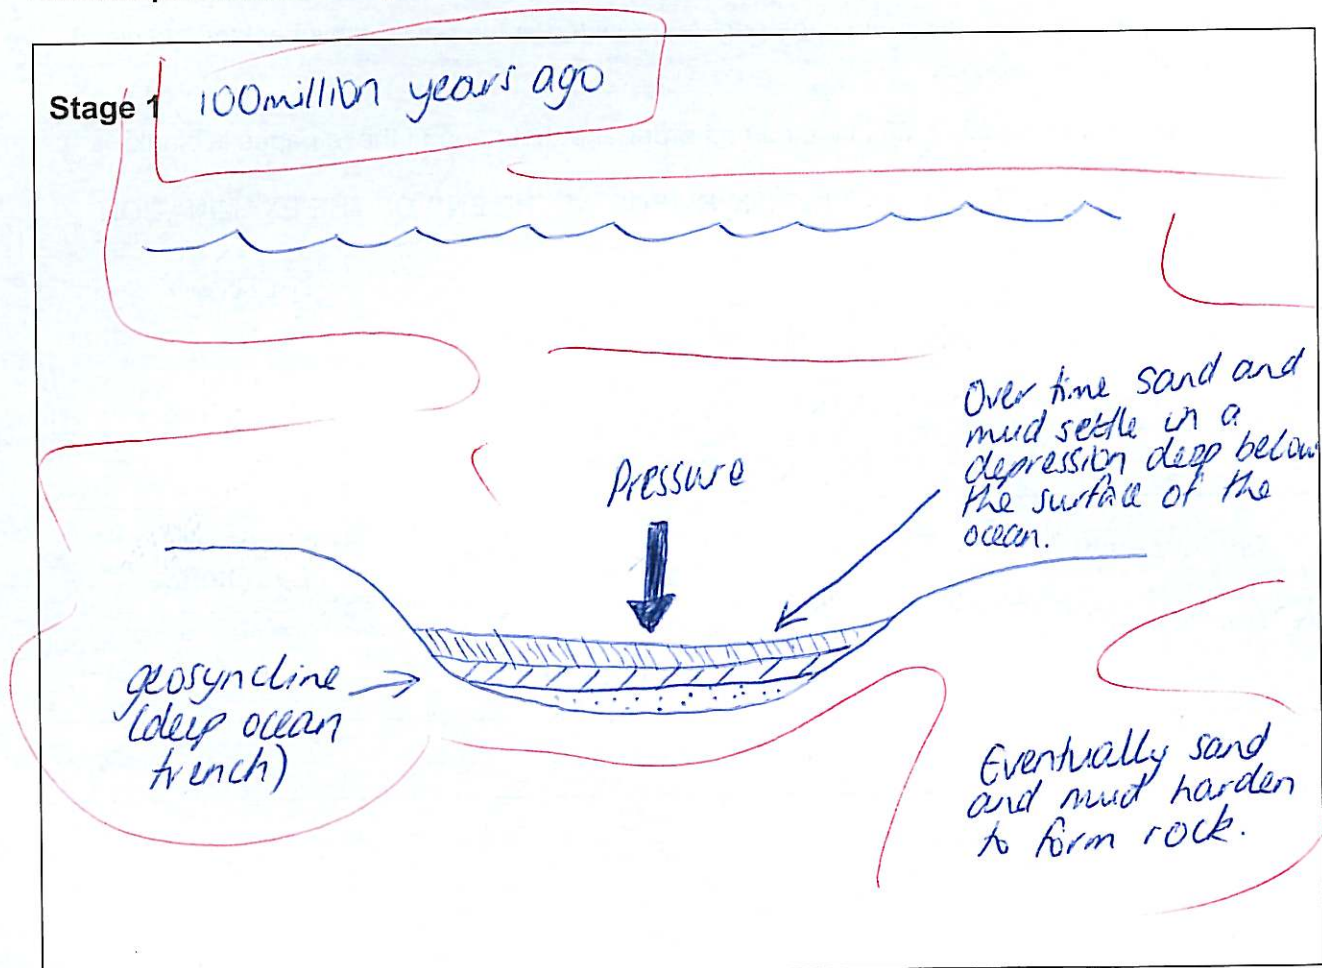 Stage 1 100million years ago
Pressure
Over time sand and
mud settle in a
depression deep below
the surface of the
ocean.
geosyncline
(deep ocean
trench)
Eventually sand
and mud harden
to form rock.